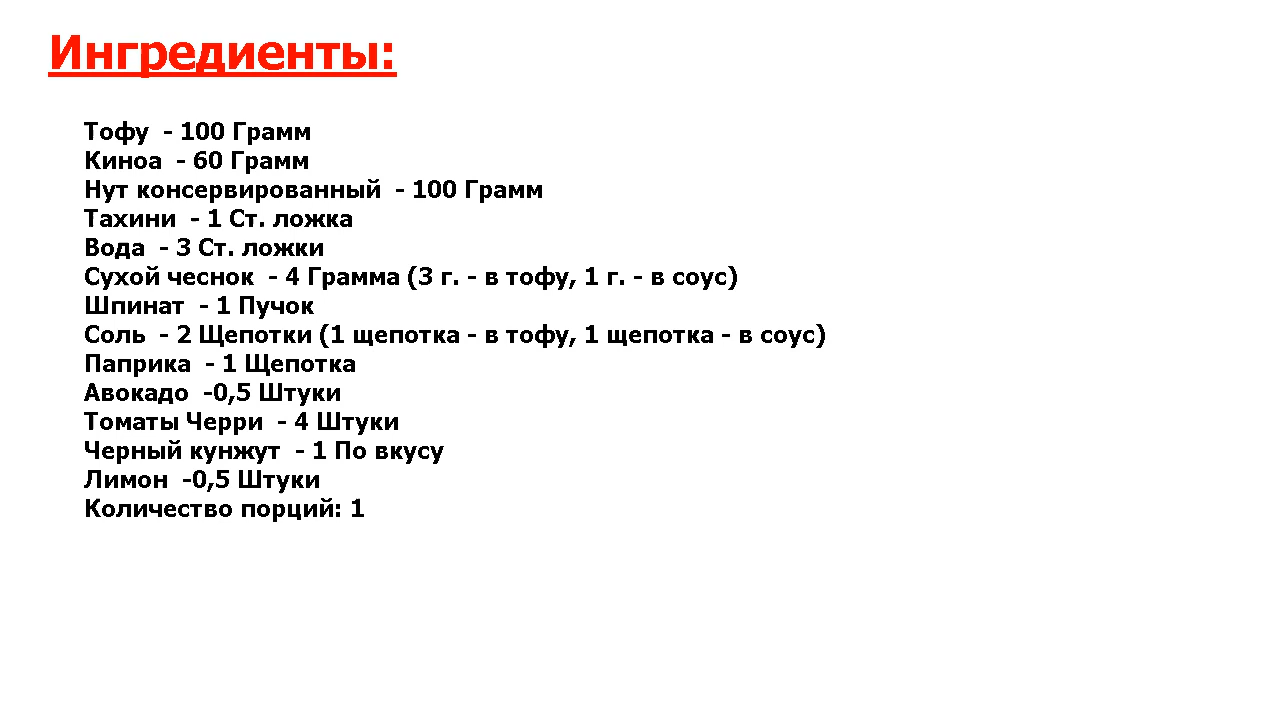 Ингредиенты:
Тофу  - 100 Грамм
Киноа  - 60 Грамм
Нут консервированный  - 100 Грамм
Тахини  - 1 Ст. ложка
Вода  - 3 Ст. ложки
Сухой чеснок  - 4 Грамма (3 г. - в тофу, 1 г. - в соус)
Шпинат  - 1 Пучок
Соль  - 2 Щепотки (1 щепотка - в тофу, 1 щепотка - в соус)
Паприка  - 1 Щепотка
Авокадо  -0,5 Штуки
Томаты Черри  - 4 Штуки
Черный кунжут  - 1 По вкусу
Лимон  -0,5 Штуки
Количество порций: 1